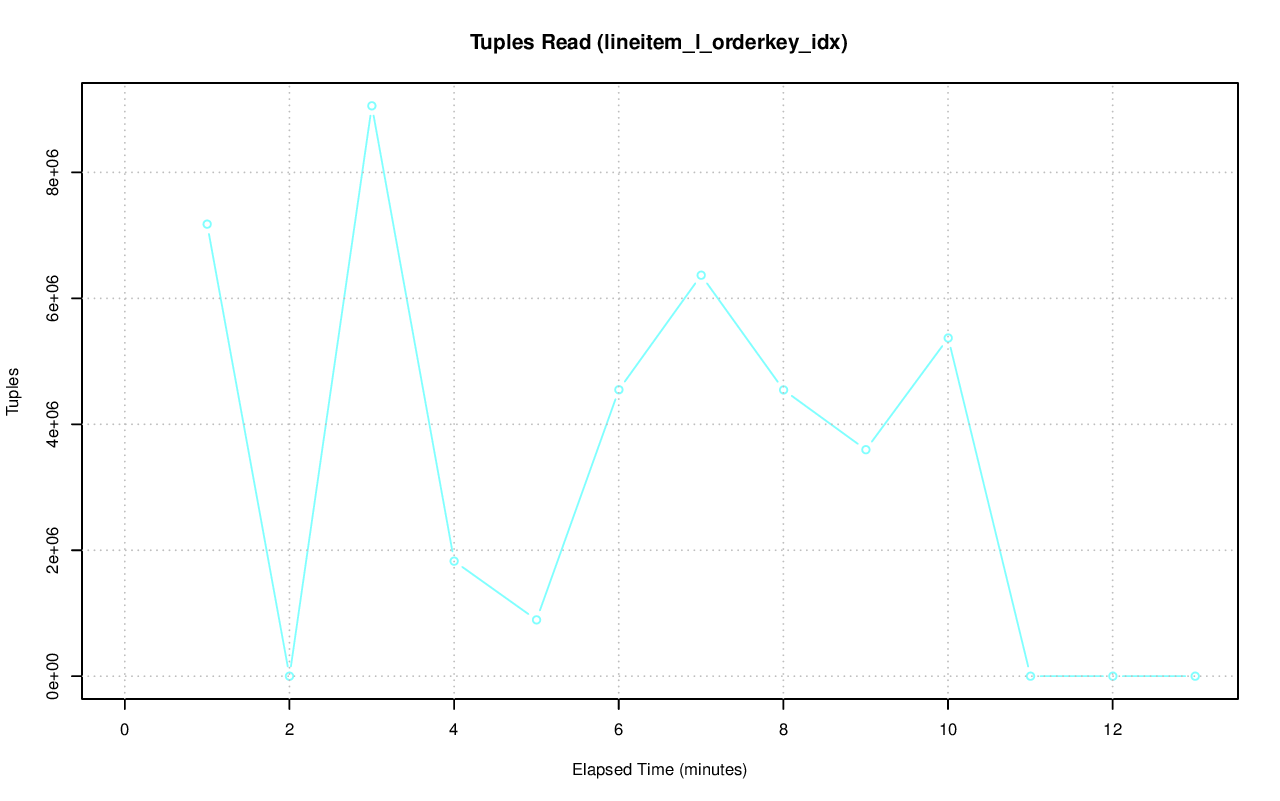 Tuples Read (lineitem_l_orderkey_idx)
Tuples
8e+06
6e+06
4e+06
2e+06
0e+00
0 2 4 6 8 10 12
Elapsed Time (minutes)